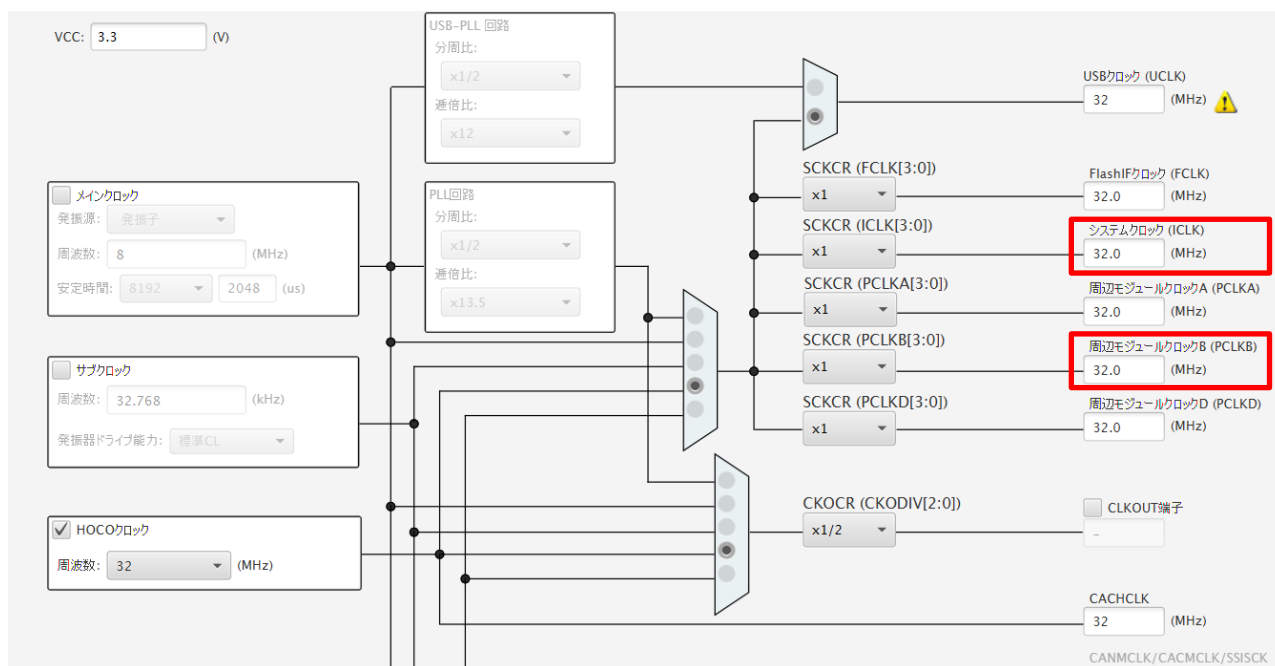 VCC: 3.3 (V)
USB-PLL 回路
分周比:
x1/2
逓倍比:
x12
USBクロック (UCLK)
32 (MHz)
メインクロック
発振源: 発振子
周波数: 8 (MHz)
安定時間: 8192 2048 (us)
PLL回路
分周比:
x1/2
逓倍比:
x13.5
SCKCR (FCLK[3:0])
x1
FlashIFクロック (FCLK)
32.0 (MHz)
SCKCR (ICLK[3:0])
x1
システムクロック (ICLK)
32.0 (MHz)
SCKCR (PCLKA[3:0])
x1
周辺モジュールクロックA (PCLKA)
32.0 (MHz)
SCKCR (PCLKB[3:0])
x1
周辺モジュールクロックB (PCLKB)
32.0 (MHz)
SCKCR (PCLKD[3:0])
x1
周辺モジュールクロックD (PCLKD)
32.0 (MHz)
サブクロック
周波数: 32.768 (kHz)
発振器ドライブ能力: 標準CL
HOCOクロック
周波数: 32 (MHz)
CKOCR (CKODIV[2:0])
x1/2
CLKOUT端子
-
CACHCLK
32 (MHz)
CANMCLK/CACMCLK/SSISCK